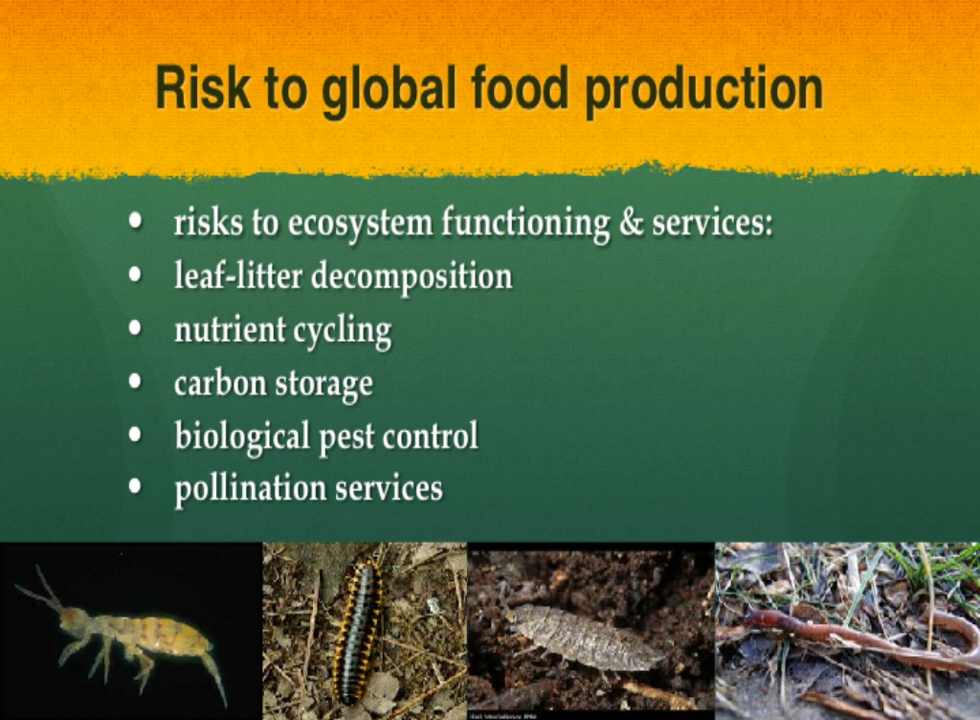 Risk to global food production
• risks to ecosystem functioning & services:
• leaf-litter decomposition
• nutrient cycling
• carbon storage
• biological pest control
• pollination services